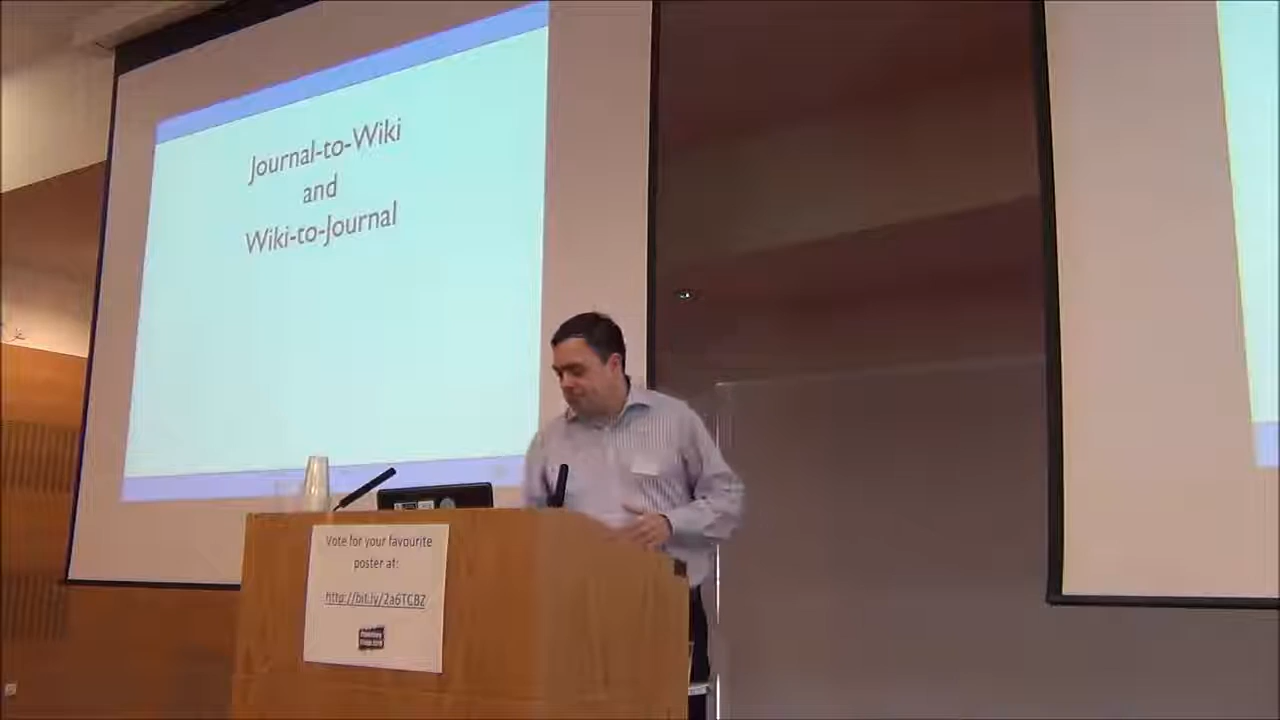 Journal-to-Wiki
and
Wiki-to-Journal
Vote for your favourite
poster at:
http://bit.ly/2a6TCBZ